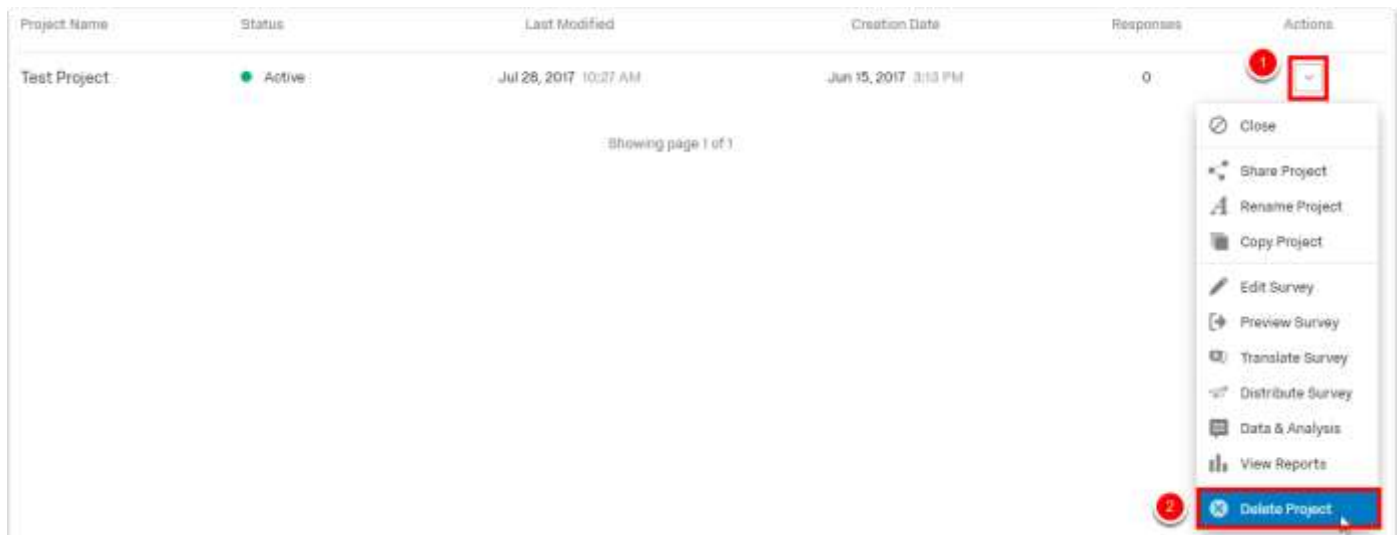 Project Name Status Last Modified Creation Date Responses Actions
Test Project Active Jul 28, 2017 10:27 AM Jun 15, 2017 3:13 PM 0 1
Close
Showing page 1 of 1
Share Project
Rename Project
Copy Project
Edit Survey
Preview Survey
Translate Survey
Distribute Survey
Data & Analysis
View Reports
2 Delete Project